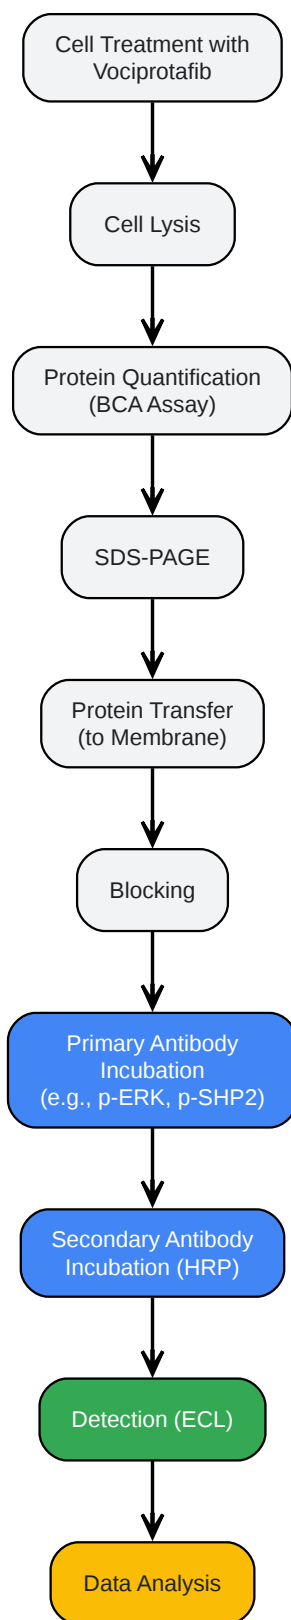 Cell Treatment with
Vociprotafib
Cell Lysis
Protein Quantification
(BCA Assay)
SDS-PAGE
Protein Transfer
(to Membrane)
Blocking
Primary Antibody
Incubation
(e.g., p-ERK, p-SHP2)
Secondary Antibody
Incubation (HRP)
Detection (ECL)
Data Analysis